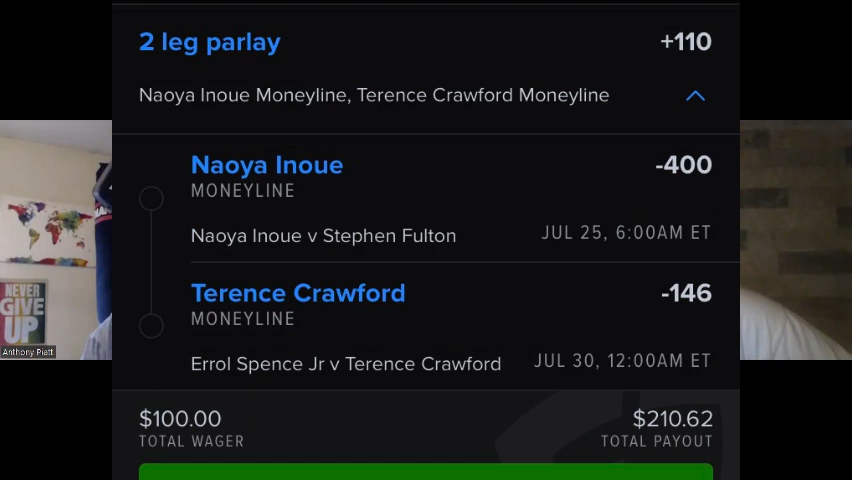 2 leg parlay
+110
Naoya Inoue Moneyline, Terence Crawford Moneyline
Naoya Inoue
-400
MONEYLINE
Naoya Inoue v Stephen Fulton
JUL 25, 6:00AM ET
Terence Crawford
-146
MONEYLINE
Errol Spence Jr v Terence Crawford
JUL 30, 12:00AM ET
$100.00
$210.62
TOTAL WAGER
TOTAL PAYOUT
NEVER
GIVE
UP
Anthony Piatt